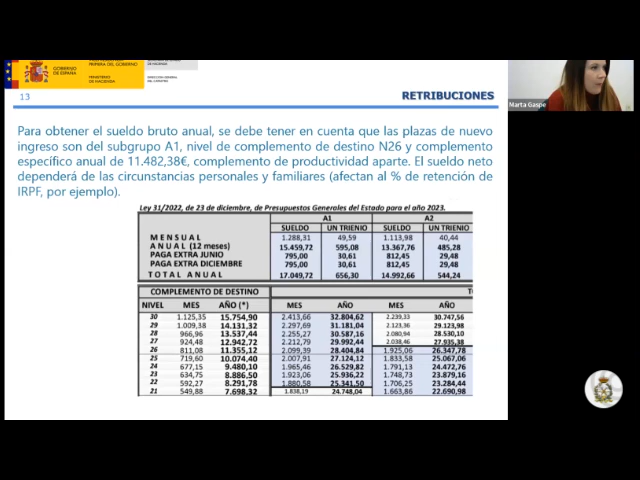 GOBIERNO
DE ESPAÑA
MINISTERIO
DE HACIENDA
13
RETRIBUCIONES
Marta Gaspe
Para obtener el sueldo bruto anual, se debe tener en cuenta que las plazas de nuevo
ingreso son del subgrupo A1, nivel de complemento de destino N26 y complemento
específico anual de 11.482,38€, complemento de productividad aparte. El sueldo neto
dependerá de las circunstancias personales y familiares (afectan al % de retención de
IRPF, por ejemplo).
Ley 31/2022, de 23 de diciembre, de Presupuestos Generales del Estado para el año 2023.
A1 A2
SUELDO UN TRIENIO SUELDO UN TRIENIO
MENSUAL 1.288,31 49,59 1.113,98 40,44
ANUAL (12 meses) 15.459,72 595,08 13.367,76 485,28
PAGA EXTRA JUNIO 795,00 30,61 812,45 29,48
PAGA EXTRA DICIEMBRE 795,00 30,61 812,45 29,48
TOTAL ANUAL 17.049,72 656,30 14.992,66 544,24
COMPLEMENTO DE DESTINO
NIVEL MES AÑO (*) MES AÑO MES AÑO
30 1.125,35 15.754,90 2.413,66 32.804,62 2.239,33 30.747,56
29 1.009,38 14.131,32 2.297,69 31.181,04 2.123,36 29.123,98
28 966,96 13.537,44 2.255,27 30.587,16 2.080,94 28.530,10
27 924,48 12.942,72 2.212,79 29.992,44 2.038,46 27.935,38
26 811,08 11.355,12 2.099,39 28.404,84 1.925,06 26.347,78
25 719,60 10.074,40 2.007,91 27.124,12 1.833,58 25.067,06
24 677,15 9.480,10 1.965,46 26.529,82 1.791,13 24.472,76
23 634,75 8.886,50 1.923,06 25.936,22 1.748,73 23.879,16
22 592,27 8.291,78 1.880,58 25.341,50 1.706,25 23.284,44
21 549,88 7.698,32 1.838,19 24.748,04 1.663,86 22.690,98